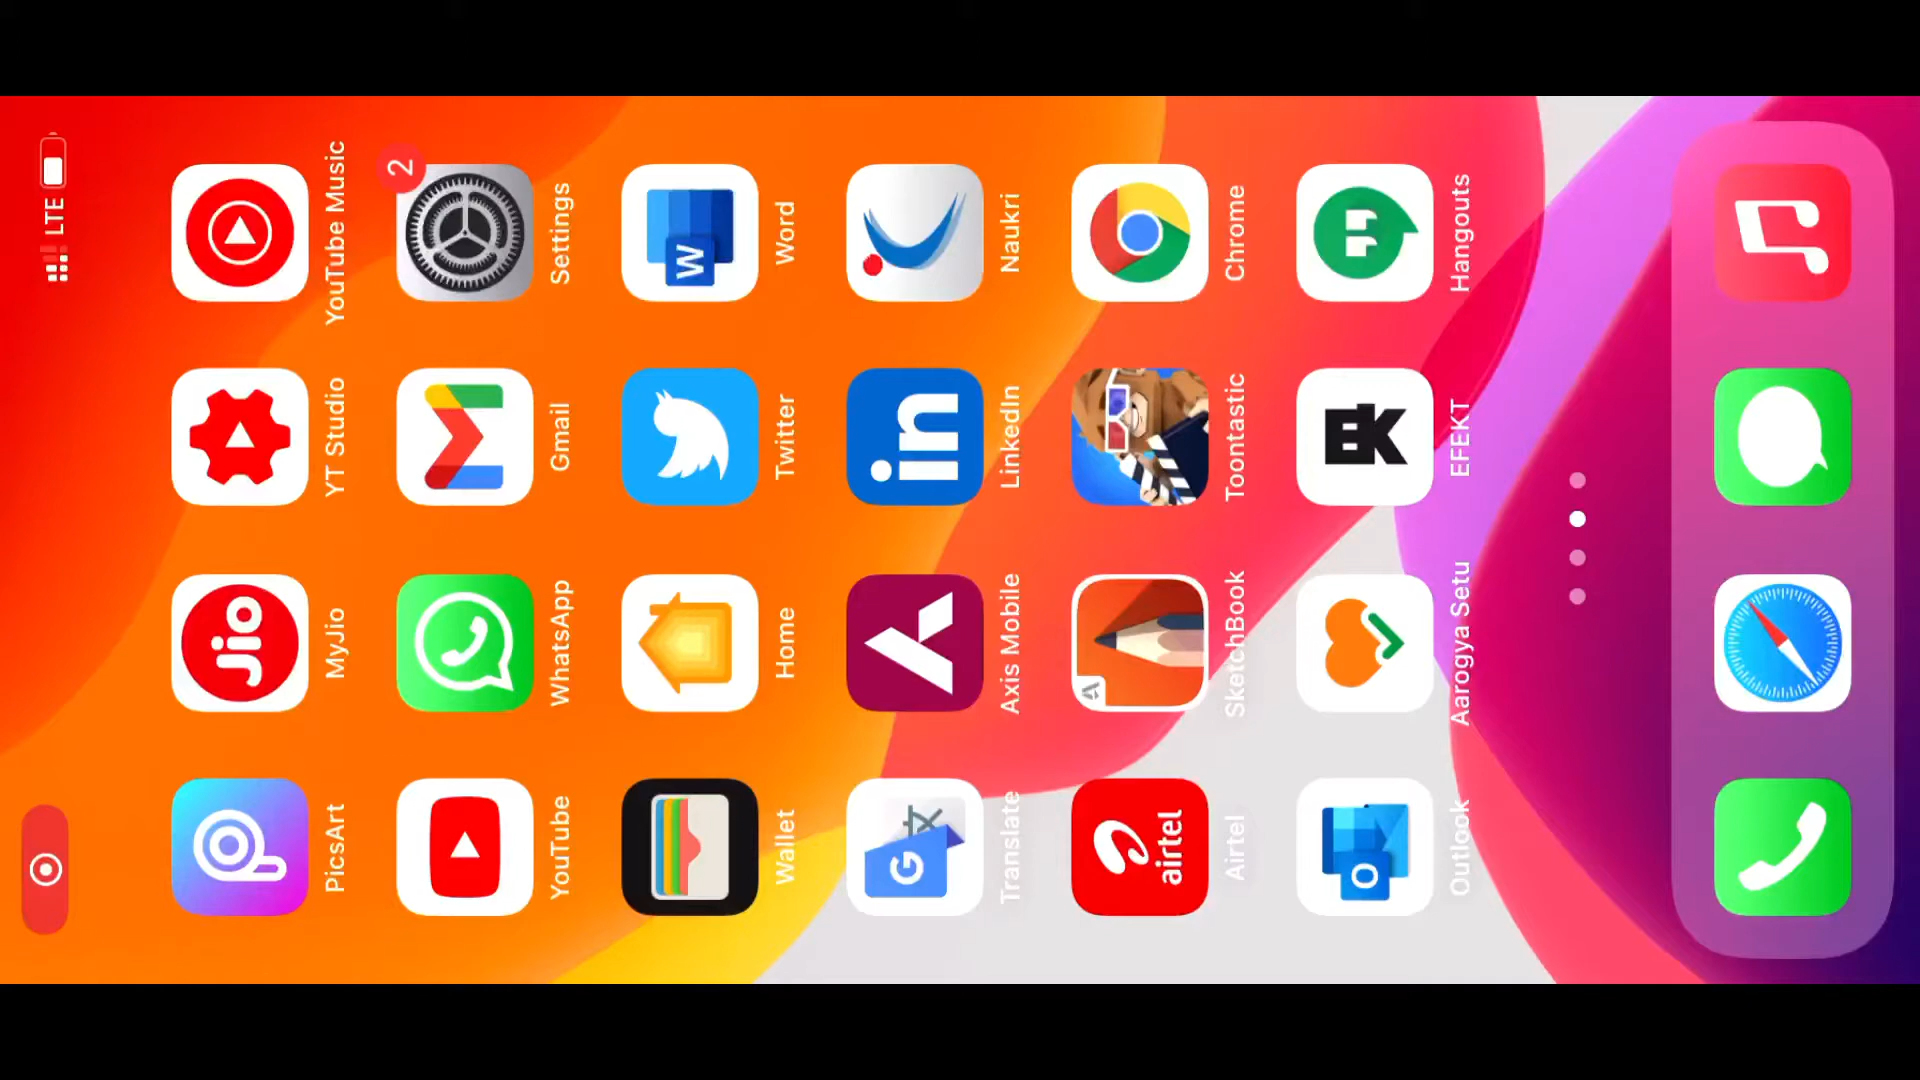 LTE
Jio
PicsArt MyJio YT Studio YouTube Music
2
YouTube WhatsApp Gmail Settings
W
Wallet Home Twitter Word
G in
Translate Axis Mobile LinkedIn Naukri
airtel
Airtel SketchBook Toontastic Chrome
O EK
Outlook Aarogya Setu EFEKT Hangouts